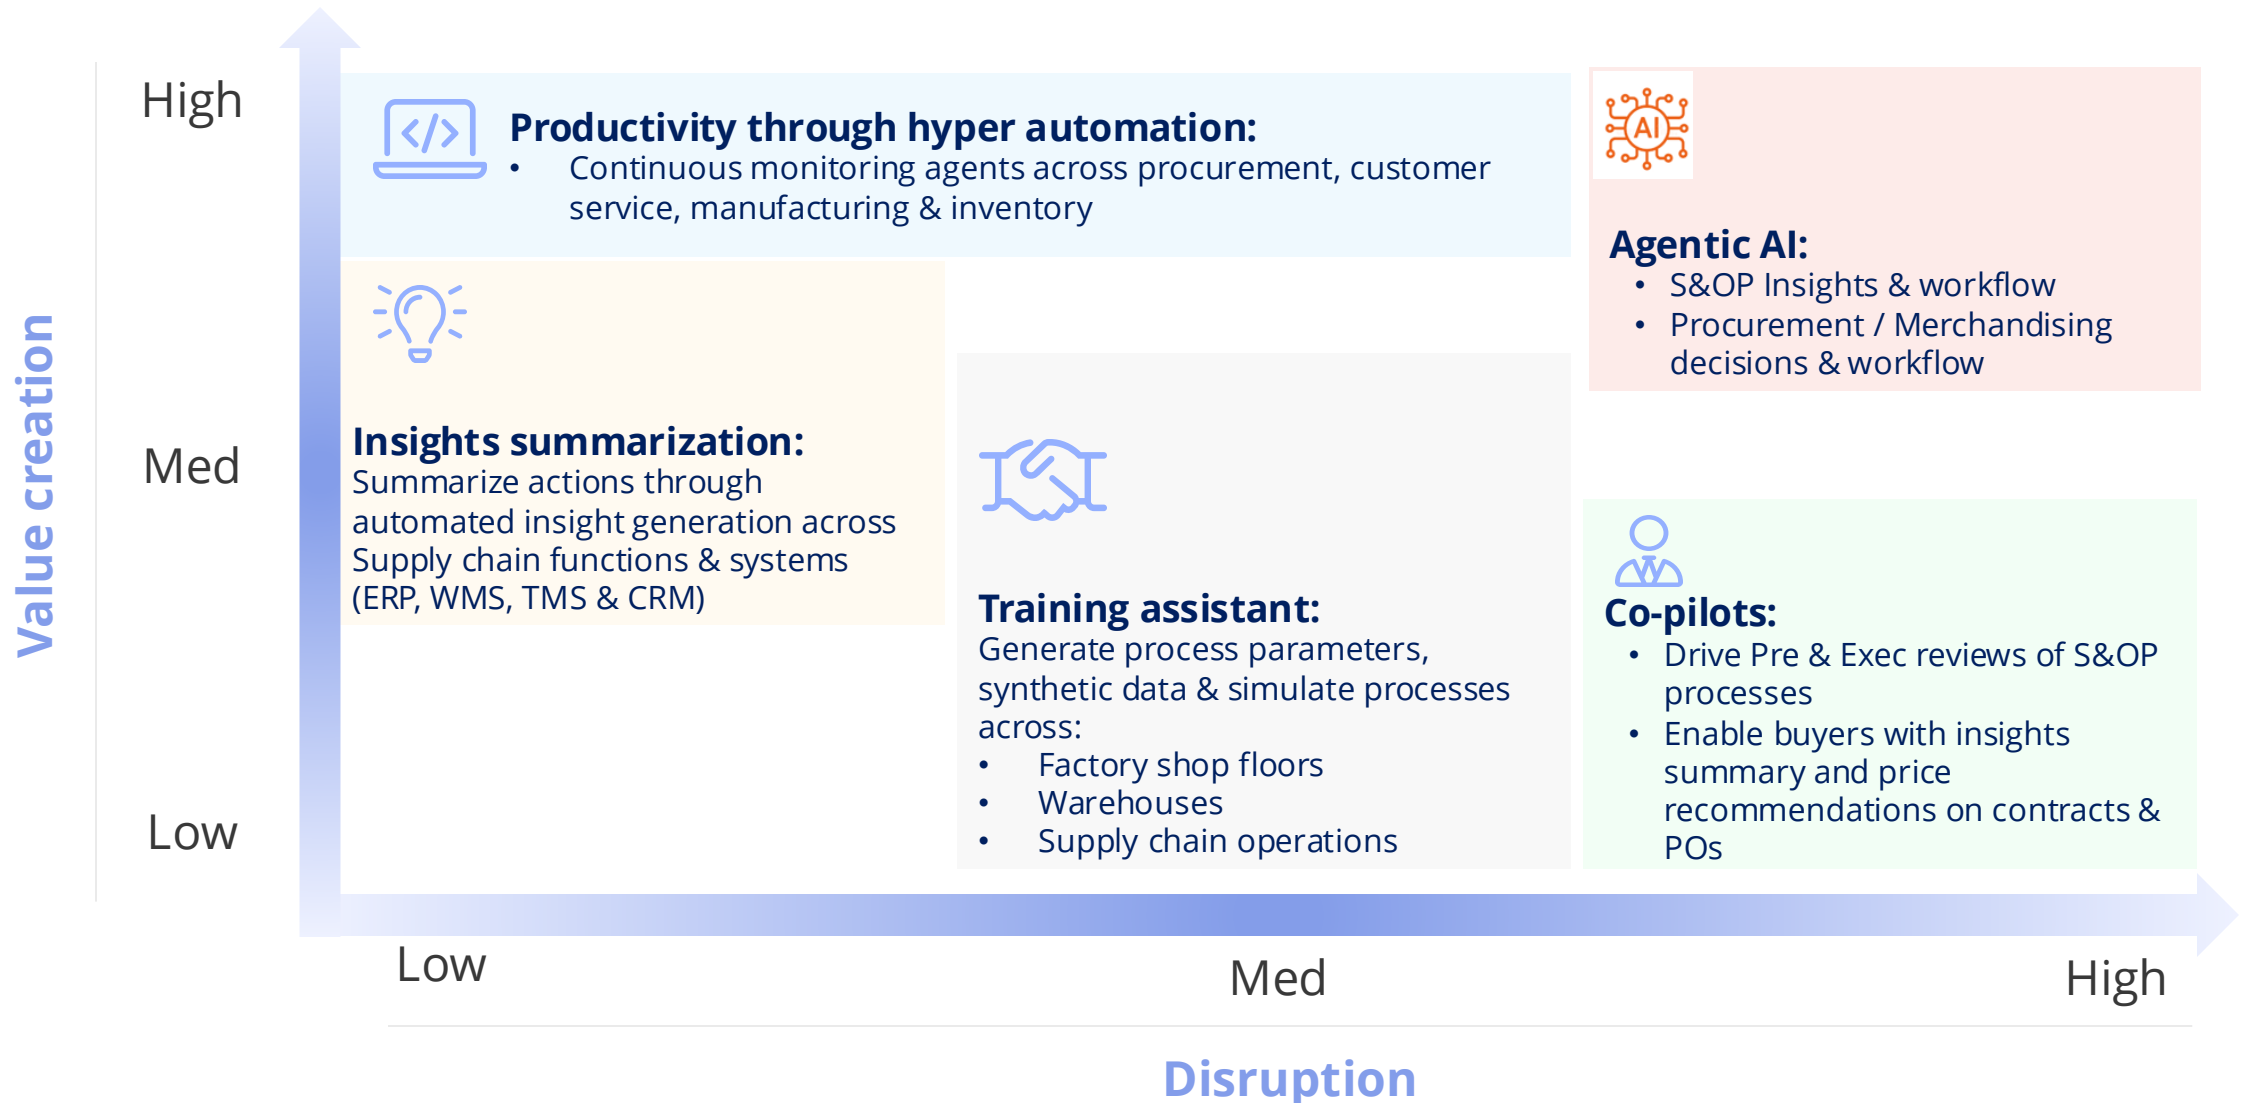 High
Med
Low
Value creation
Productivity through hyper automation:
• Continuous monitoring agents across procurement, customer
service, manufacturing & inventory
AI
Agentic AI:
• S&OP Insights & workflow
• Procurement / Merchandising
decisions & workflow
Insights summarization:
Summarize actions through
automated insight generation across
Supply chain functions & systems
(ERP, WMS, TMS & CRM)
Training assistant:
Generate process parameters,
synthetic data & simulate processes
across:
• Factory shop floors
• Warehouses
• Supply chain operations
Co-pilots:
• Drive Pre & Exec reviews of S&OP
processes
• Enable buyers with insights
summary and price
recommendations on contracts &
POs
Low
Med
High
Disruption